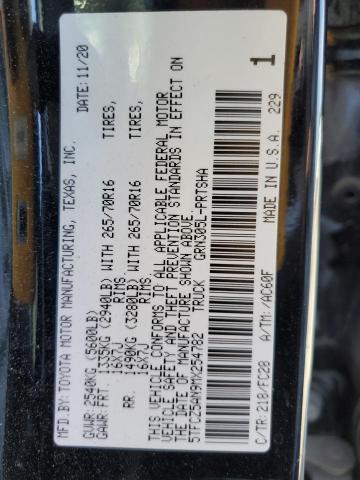 MFD.BY:TOYOTA MOTOR MANUFACTURING, TEXAS, INC.     DATE:11/20
GVWR:2540KG (5600LB)
GAWR:FRT. 1335KG (2940LB) WITH 265/70R16 TIRES,
16X7J RIMS.
RR. 1490KG (3280LB) WITH 265/70R16 TIRES,
16X7J RIMS.
THIS VEHICLE CONFORMS TO ALL APPLICABLE FEDERAL MOTOR
VEHICLE SAFETY AND THEFT PREVENTION STANDARDS IN EFFECT ON
THE DATE OF MANUFACTURE SHOWN ABOVE.
5TFCZ5AN9MX254782 TRUCK GRN305L-PRTSHA
1
229
C/TR:218/FC20 A/TM:/AC60F MADE IN U.S.A.